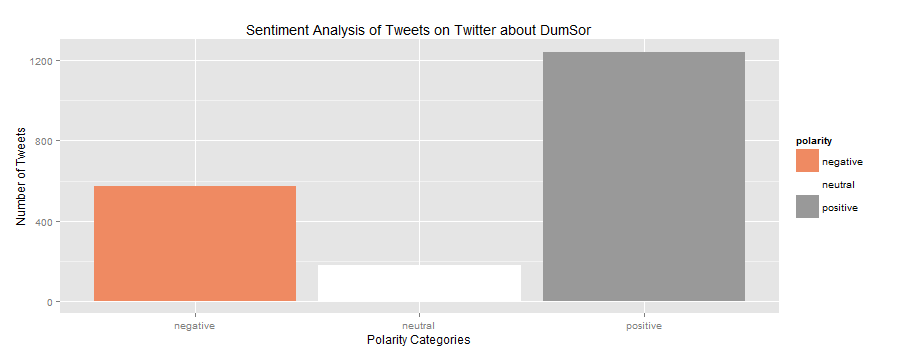 Sentiment Analysis of Tweets on Twitter about DumSor
Number of Tweets
1200
800
400
0
negative
neutral
positive
Polarity Categories
polarity
negative
neutral
positive